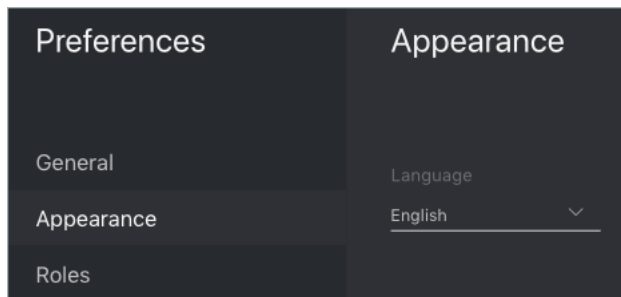 Preferences
General
Appearance
Roles
Appearance
Language
English